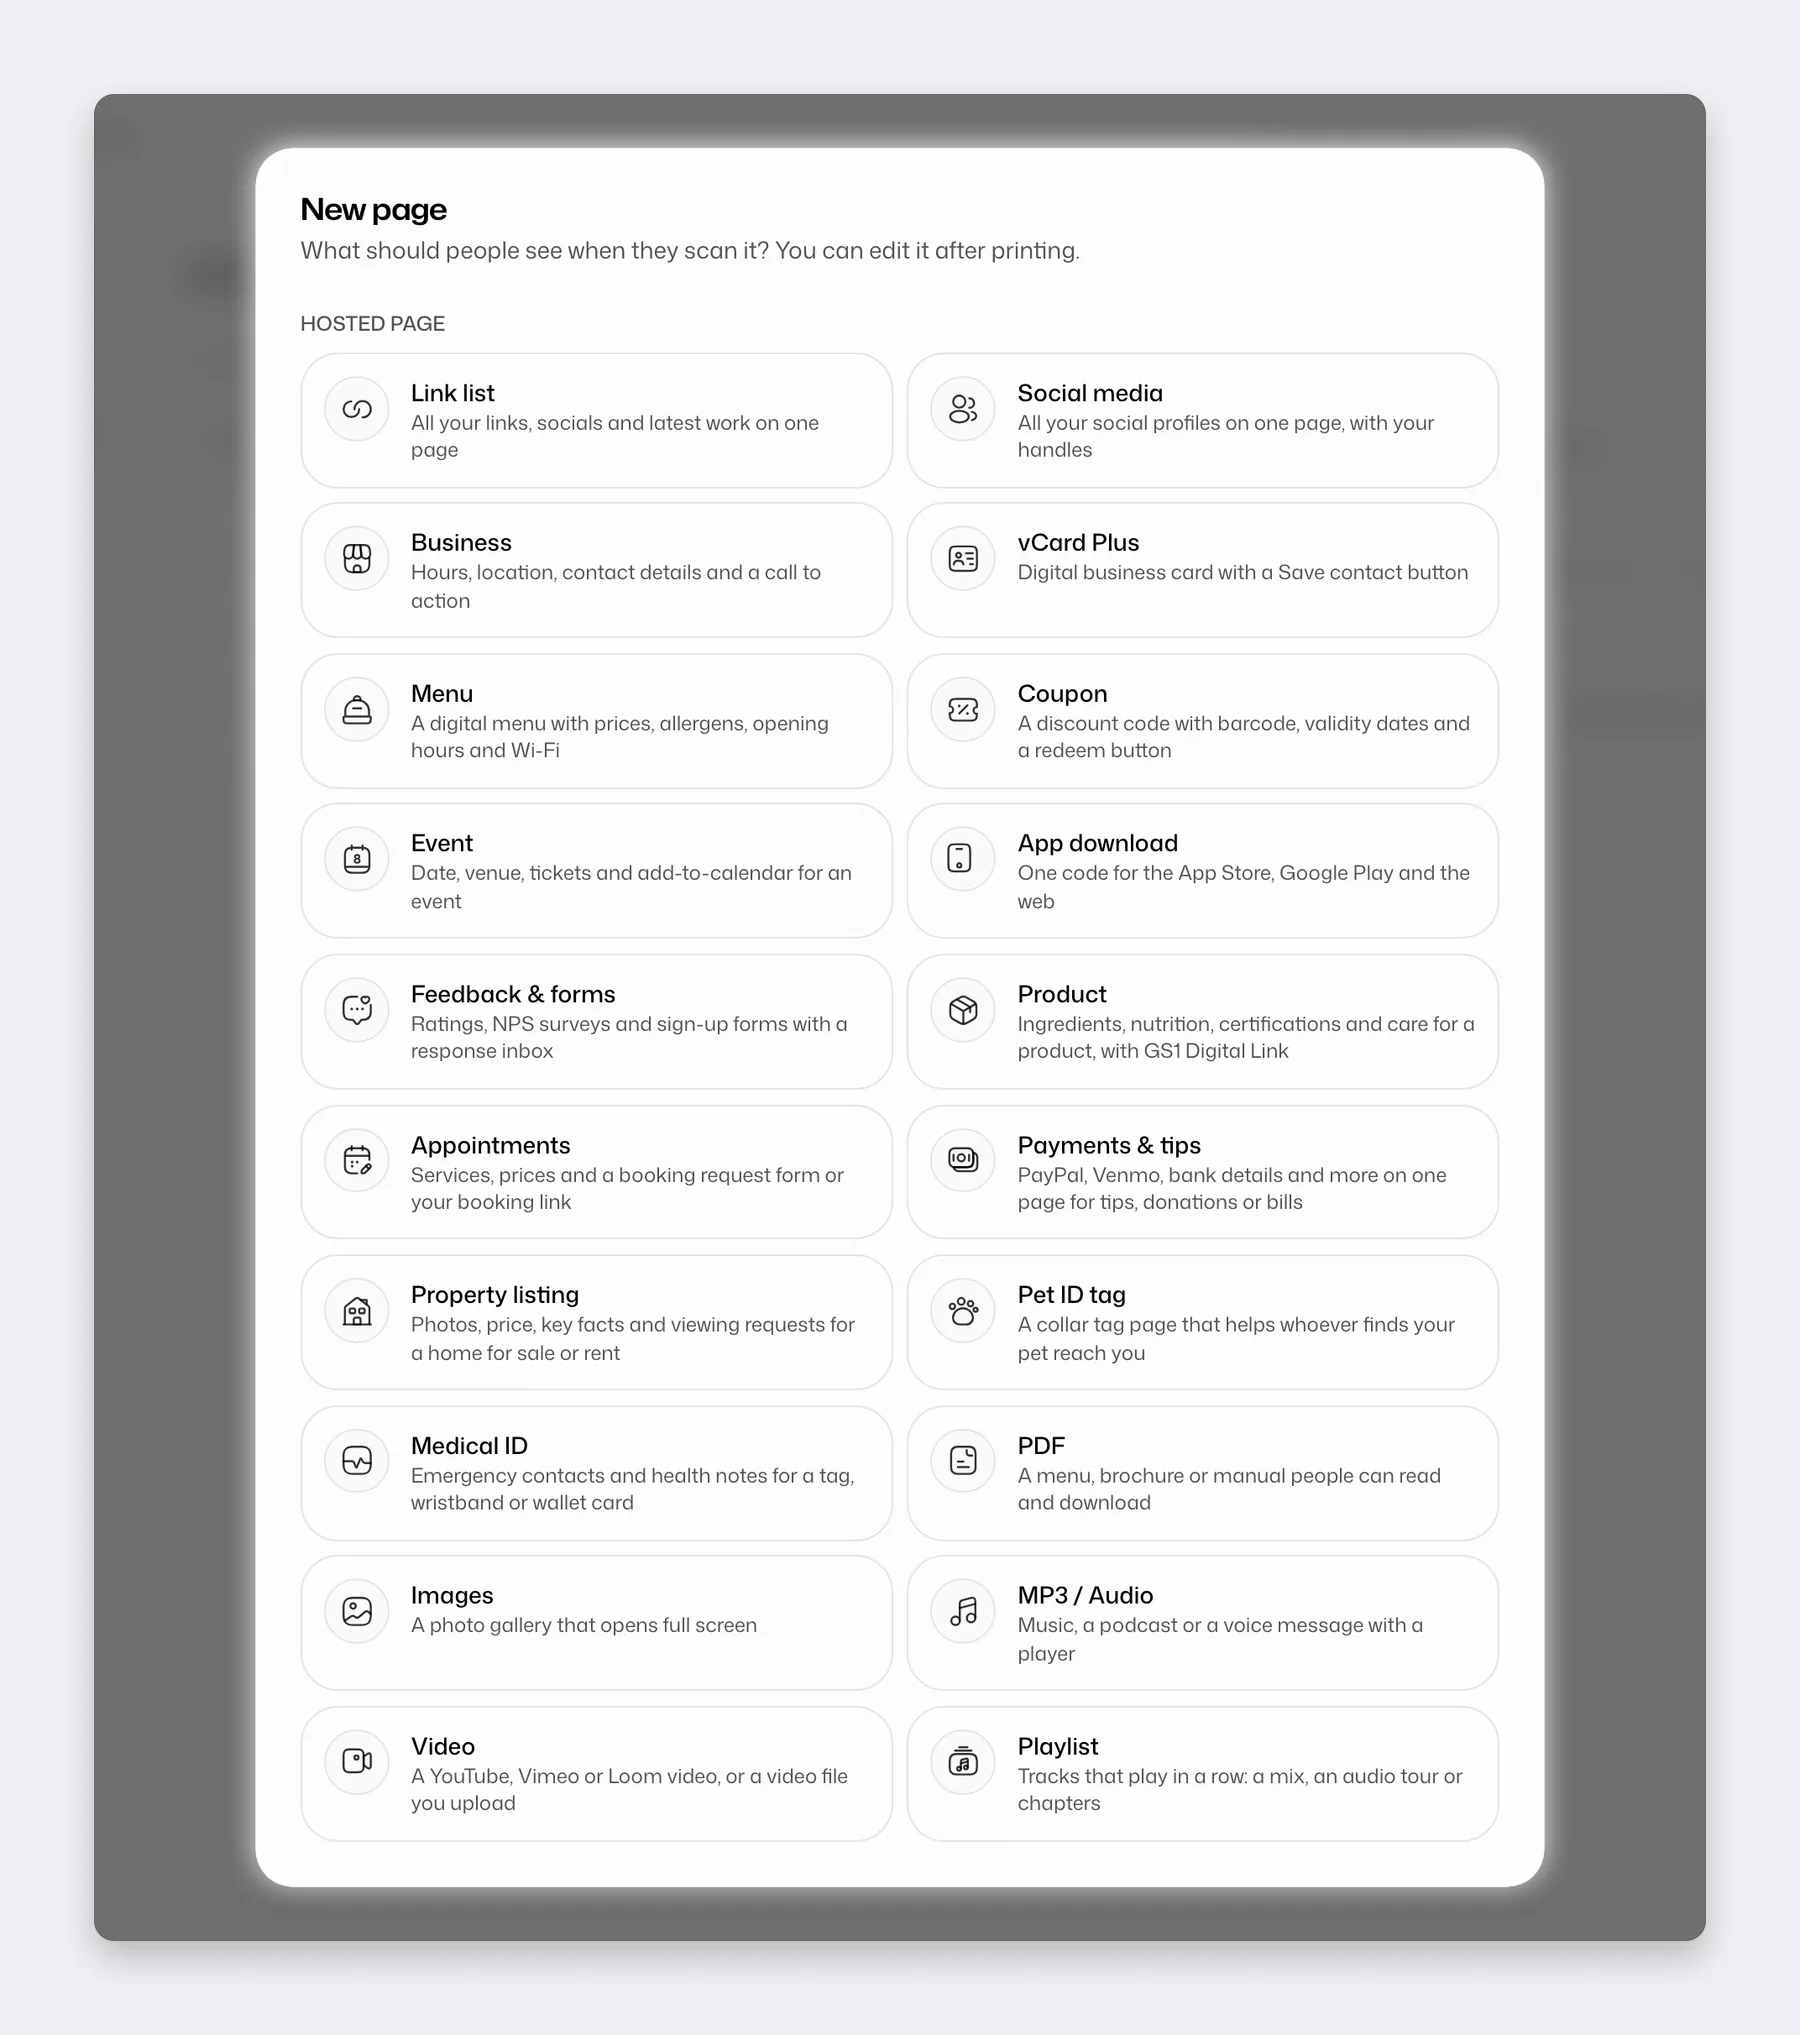 New page
What should people see when they scan it? You can edit it after printing.
HOSTED PAGE
Link list
All your links, socials and latest work on one
page
Social media
All your social profiles on one page, with your
handles
Business
Hours, location, contact details and a call to
action
vCard Plus
Digital business card with a Save contact button
Menu
A digital menu with prices, allergens, opening
hours and Wi-Fi
Coupon
A discount code with barcode, validity dates and
a redeem button
8
Event
Date, venue, tickets and add-to-calendar for an
event
App download
One code for the App Store, Google Play and the
web
Feedback & forms
Ratings, NPS surveys and sign-up forms with a
response inbox
Product
Ingredients, nutrition, certifications and care for a
product, with GS1 Digital Link
Appointments
Services, prices and a booking request form or
your booking link
Payments & tips
PayPal, Venmo, bank details and more on one
page for tips, donations or bills
Property listing
Photos, price, key facts and viewing requests for
a home for sale or rent
Pet ID tag
A collar tag page that helps whoever finds your
pet reach you
Medical ID
Emergency contacts and health notes for a tag,
wristband or wallet card
PDF
A menu, brochure or manual people can read
and download
Images
A photo gallery that opens full screen
MP3 / Audio
Music, a podcast or a voice message with a
player
Video
A YouTube, Vimeo or Loom video, or a video file
you upload
Playlist
Tracks that play in a row: a mix, an audio tour or
chapters